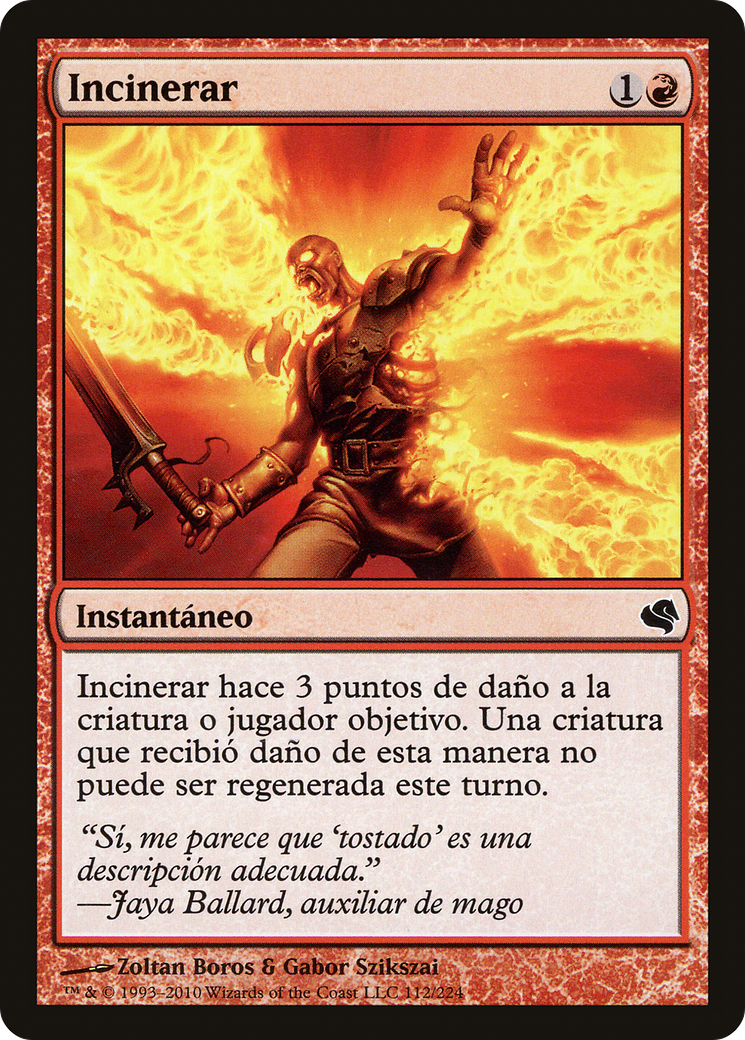 Incinerar
1
Instantáneo
Incinerar hace 3 puntos de daño a la
criatura o jugador objetivo. Una criatura
que recibió daño de esta manera no
puede ser regenerada este turno.
“Sí, me parece que ‘tostado’ es una
descripción adecuada.”
—Jaya Ballard, auxiliar de mago
Zoltan Boros & Gabor Szikszai
™ & © 1993–2010 Wizards of the Coast LLC 112/224